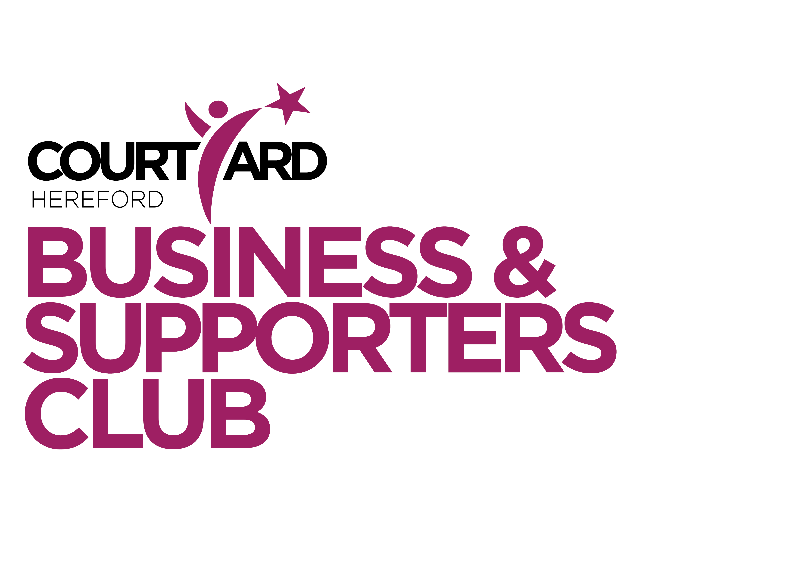 COURTYARD
HEREFORD
BUSINESS &
SUPPORTERS
CLUB